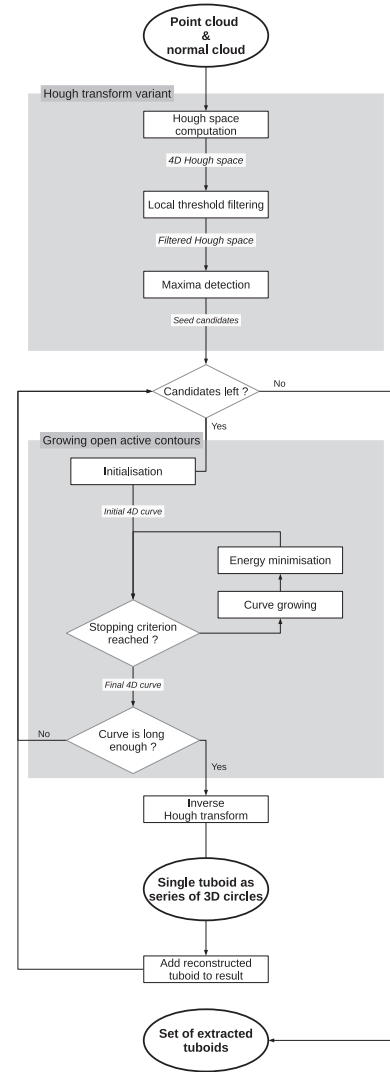 Point cloud
&
normal cloud
Hough transform variant
Hough space
computation
4D Hough space
Local threshold filtering
Filtered Hough space
Maxima detection
Seed candidates
Candidates left ?
No
Yes
Growing open active contours
Initialisation
Initial 4D curve
Energy minimisation
Curve growing
Stopping criterion
reached ?
Final 4D curve
Curve is long
enough ?
No
Yes
Inverse
Hough transform
Single tuboid as
series of 3D circles
Add reconstructed
tuboid to result
Set of extracted
tuboids